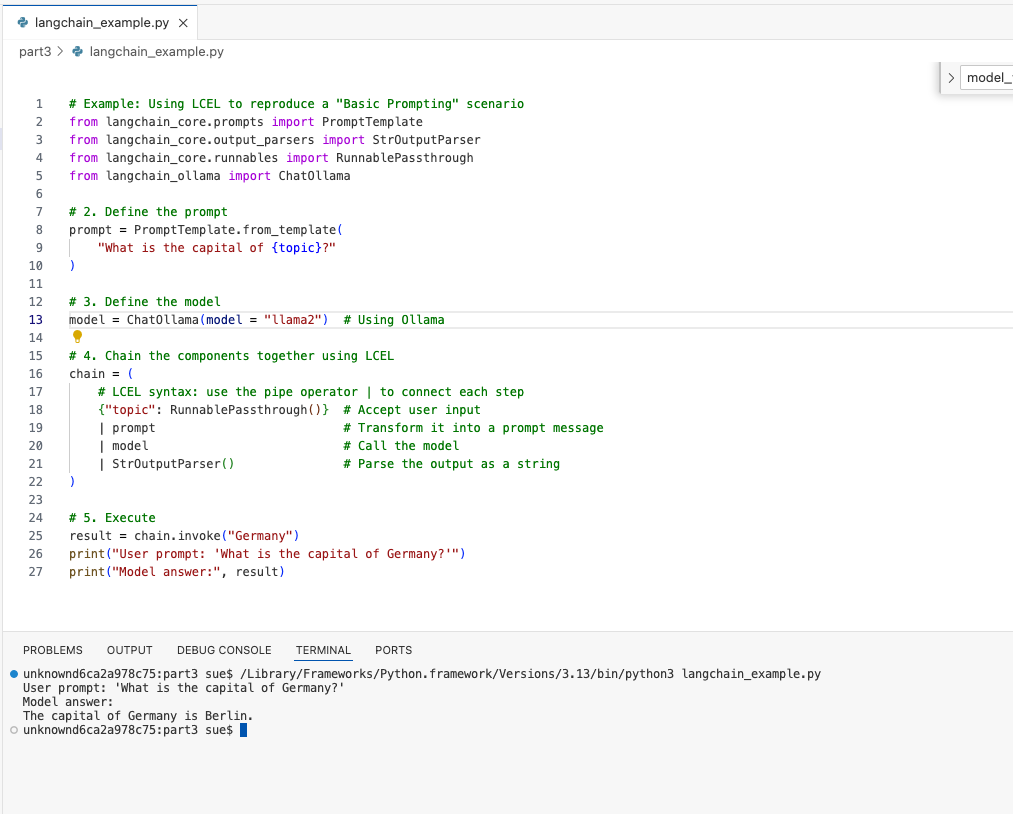 langchain_example.py
part3 > langchain_example.py
model_
1 # Example: Using LCEL to reproduce a "Basic Prompting" scenario
2 from langchain_core.prompts import PromptTemplate
3 from langchain_core.output_parsers import StrOutputParser
4 from langchain_core.runnables import RunnablePassthrough
5 from langchain_ollama import ChatOllama
6
7 # 2. Define the prompt
8 prompt = PromptTemplate.from_template(
9     "What is the capital of {topic}?"
10 )
11
12 # 3. Define the model
13 model = ChatOllama(model = "llama2")  # Using Ollama
14
15 # 4. Chain the components together using LCEL
16 chain = (
17     # LCEL syntax: use the pipe operator | to connect each step
18     {"topic": RunnablePassthrough()}  # Accept user input
19     | prompt                          # Transform it into a prompt message
20     | model                           # Call the model
21     | StrOutputParser()               # Parse the output as a string
22 )
23
24 # 5. Execute
25 result = chain.invoke("Germany")
26 print("User prompt: 'What is the capital of Germany?'")
27 print("Model answer:", result)
PROBLEMS OUTPUT DEBUG CONSOLE TERMINAL PORTS
unknownd6ca2a978c75:part3 sue$ /Library/Frameworks/Python.framework/Versions/3.13/bin/python3 langchain_example.py
User prompt: 'What is the capital of Germany?'
Model answer:
The capital of Germany is Berlin.
unknownd6ca2a978c75:part3 sue$